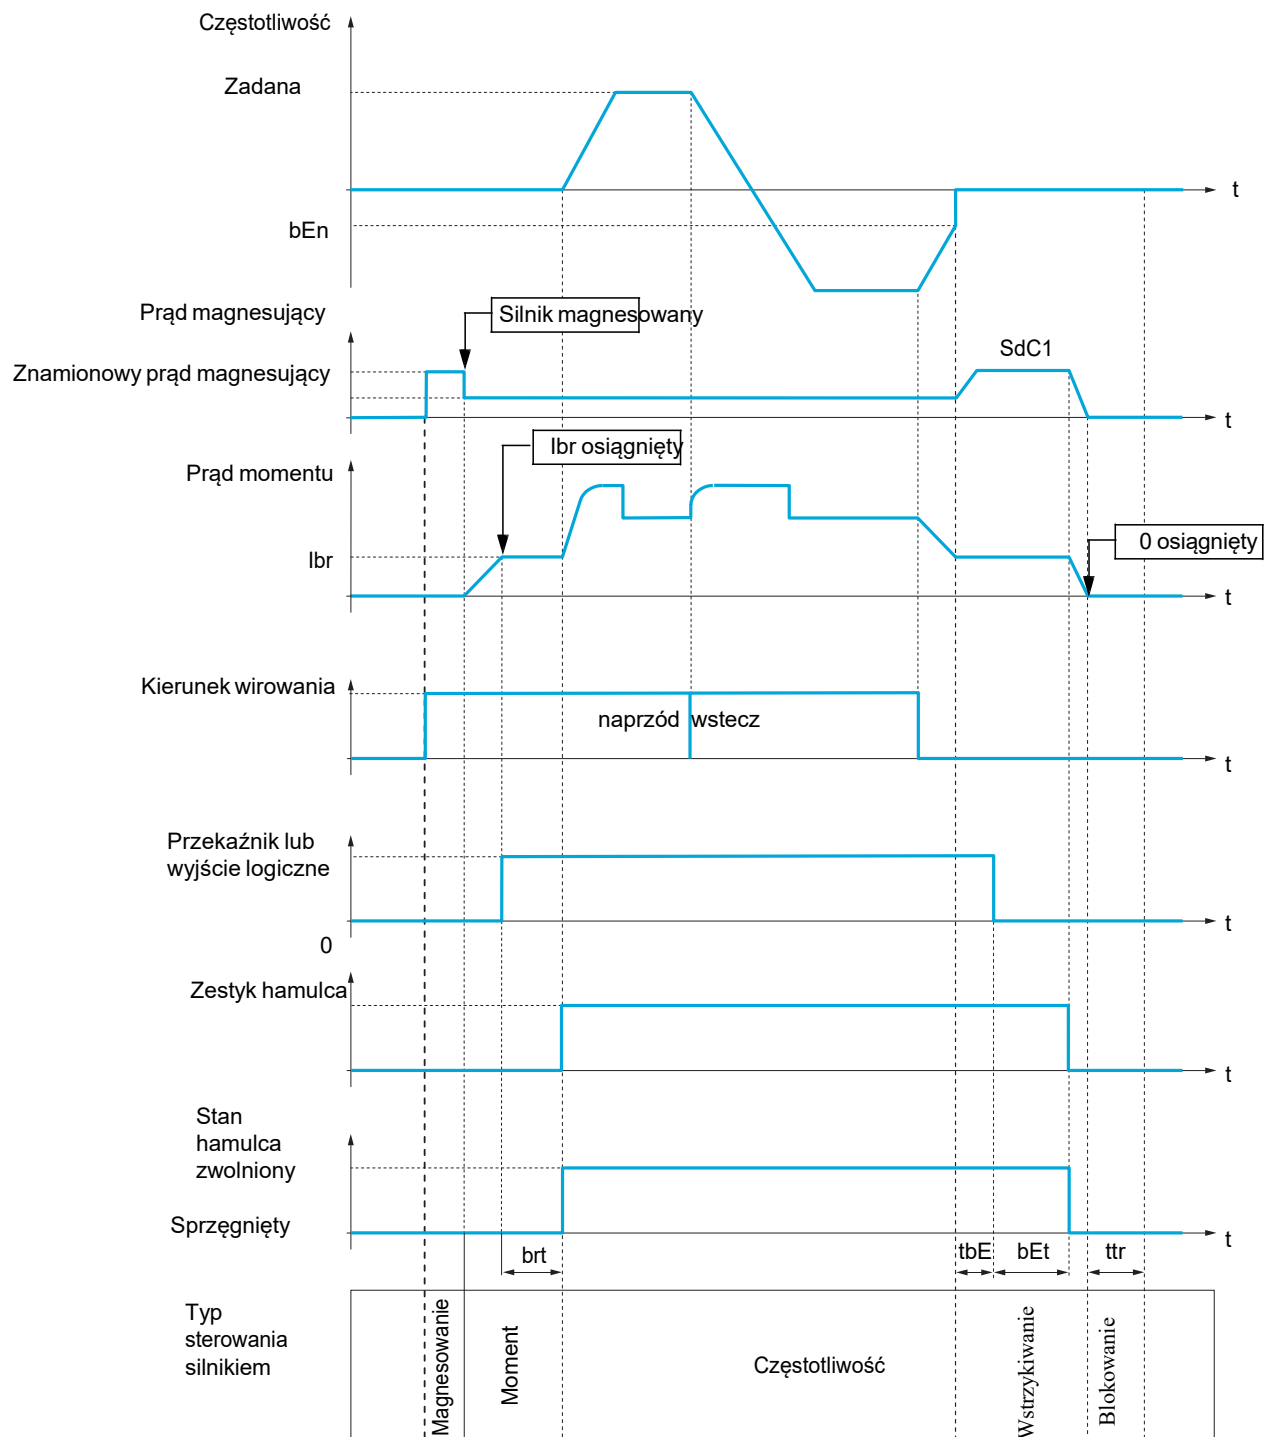 Częstotliwość
Zadana
t
bEn
Prąd magnesujący
Silnik magnesowany
SdC1
Znamionowy prąd magnesujący
t
Ibr osiągnięty
Prąd momentu
0 osiągnięty
Ibr
t
Kierunek wirowania
naprzód wstecz
t
Przekaźnik lub
wyjście logiczne
t
0
Zestyk hamulca
t
Stan
hamulca
zwolniony
Sprzęgnięty
t
brt
tbE
bEt
ttr
Typ
sterowania
silnikiem
Magnesowanie
Moment
Częstotliwość
Wstrzykiwanie
Blokowanie